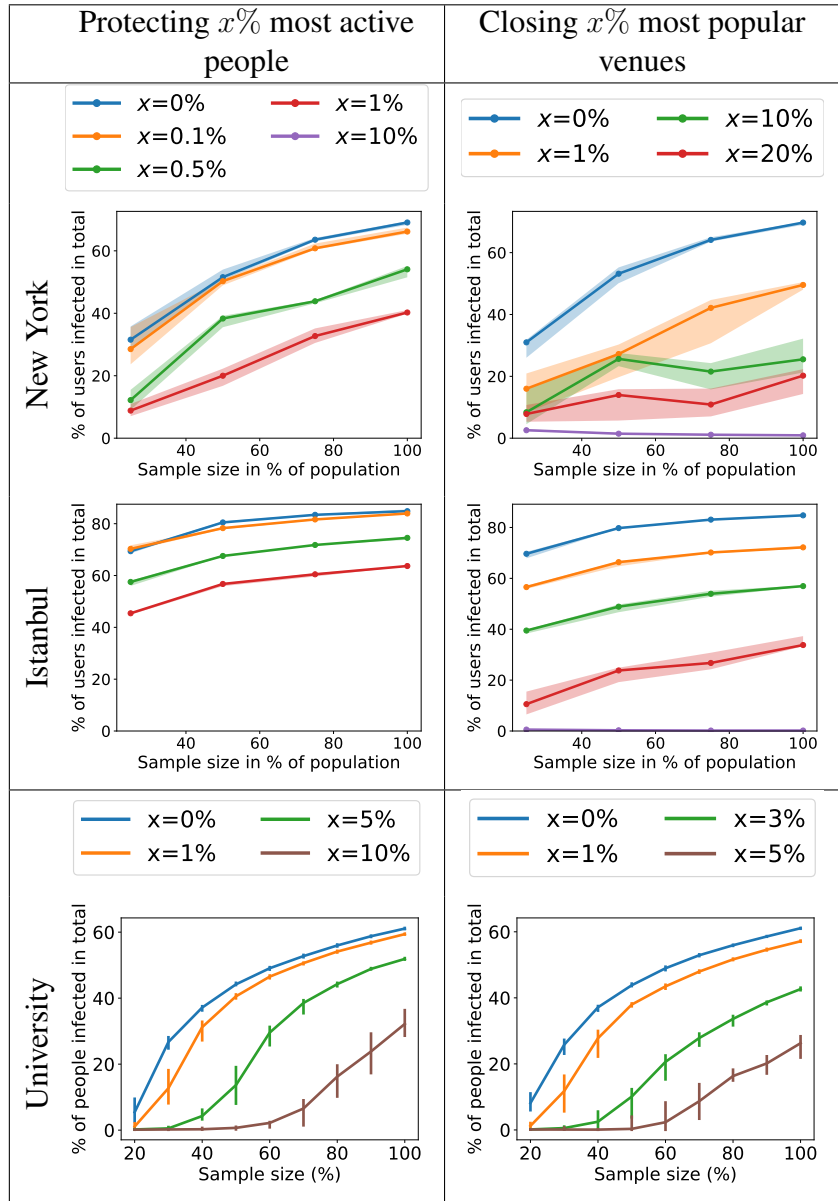 Protecting x% most active
people
Closing x% most popular
venues
x=0%
x=0.1%
x=0.5%
x=1%
x=10%
x=0%
x=1%
x=10%
x=20%
New York
% of users infected in total
60
40
20
0
40 60 80 100
Sample size in % of population
% of users infected in total
60
40
20
0
40 60 80 100
Sample size in % of population
Istanbul
% of users infected in total
80
60
40
20
0
40 60 80 100
Sample size in % of population
% of users infected in total
80
60
40
20
0
40 60 80 100
Sample size in % of population
x=0%
x=1%
x=5%
x=10%
x=0%
x=1%
x=3%
x=5%
University
% of people infected in total
60
40
20
0
20 40 60 80 100
Sample size (%)
% of people infected in total
60
40
20
0
20 40 60 80 100
Sample size (%)